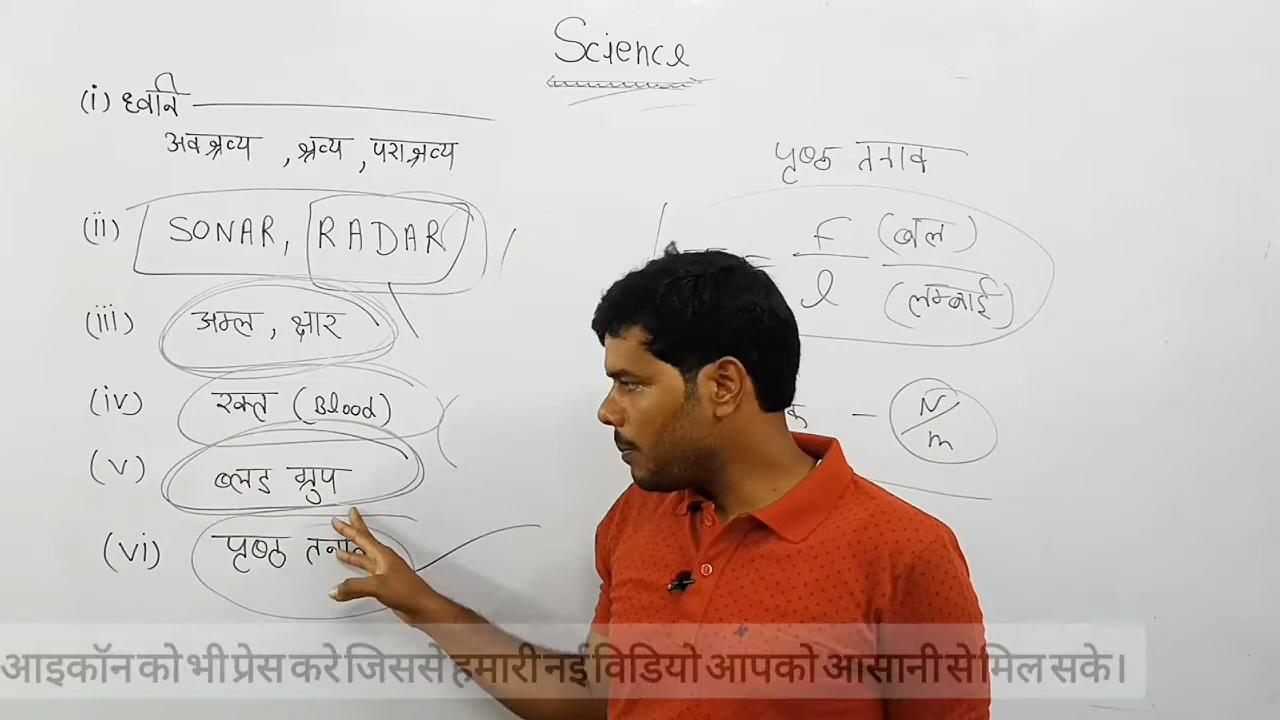 Science
(i) ध्वनि
अवश्रव्य , श्रव्य , पराश्रव्य
(ii) SONAR, RADAR
(iii) अम्ल , क्षार
(iv) रक्त (Blood)
(v) ब्लड ग्रुप
(vi) पृष्ठ तनाव
पृष्ठ तनाव
= F (बल)
l (लम्बाई)
- N/m
आइकॉन को भी प्रेस करे जिससे हमारी नई विडियो आपको आसानी से मिल सके।